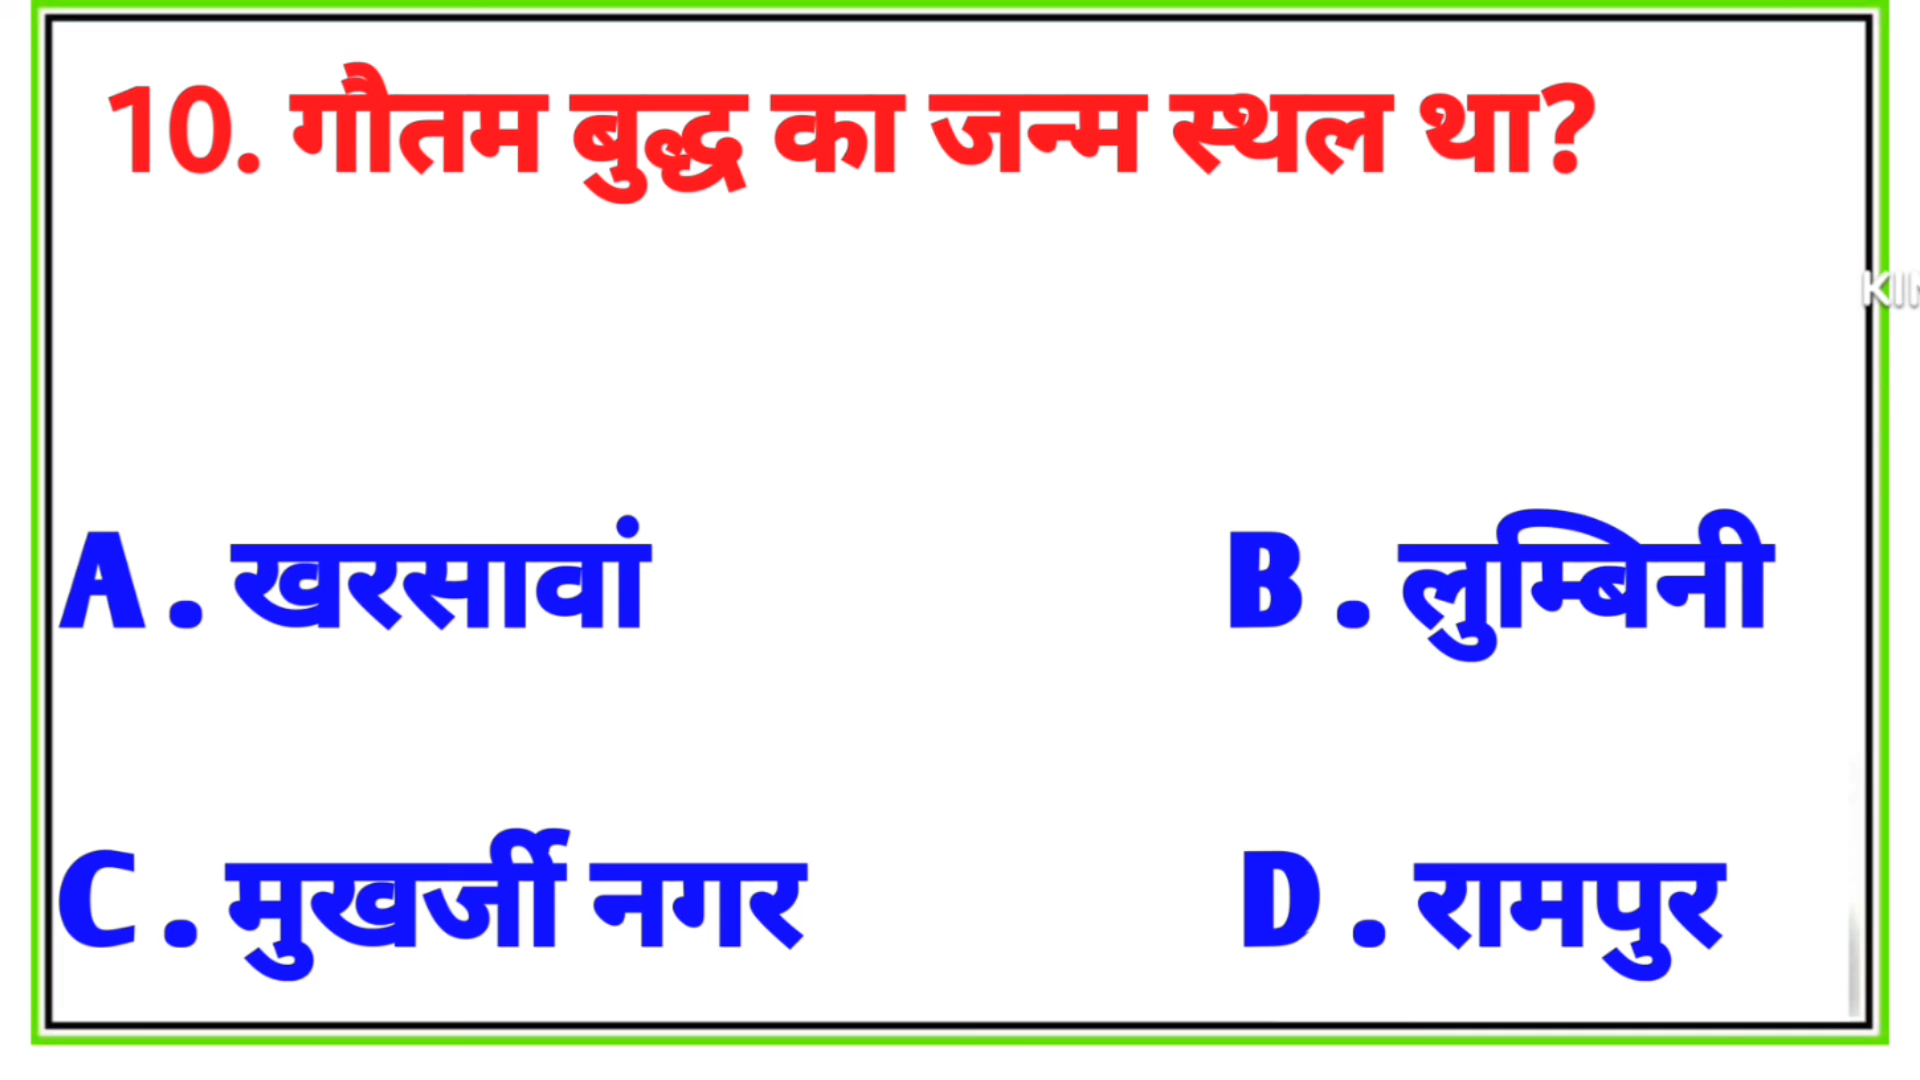 10. गौतम बुद्ध का जन्म स्थल था?
A. खरसावां
B. लुम्बिनी
C. मुखर्जी नगर
D. रामपुर